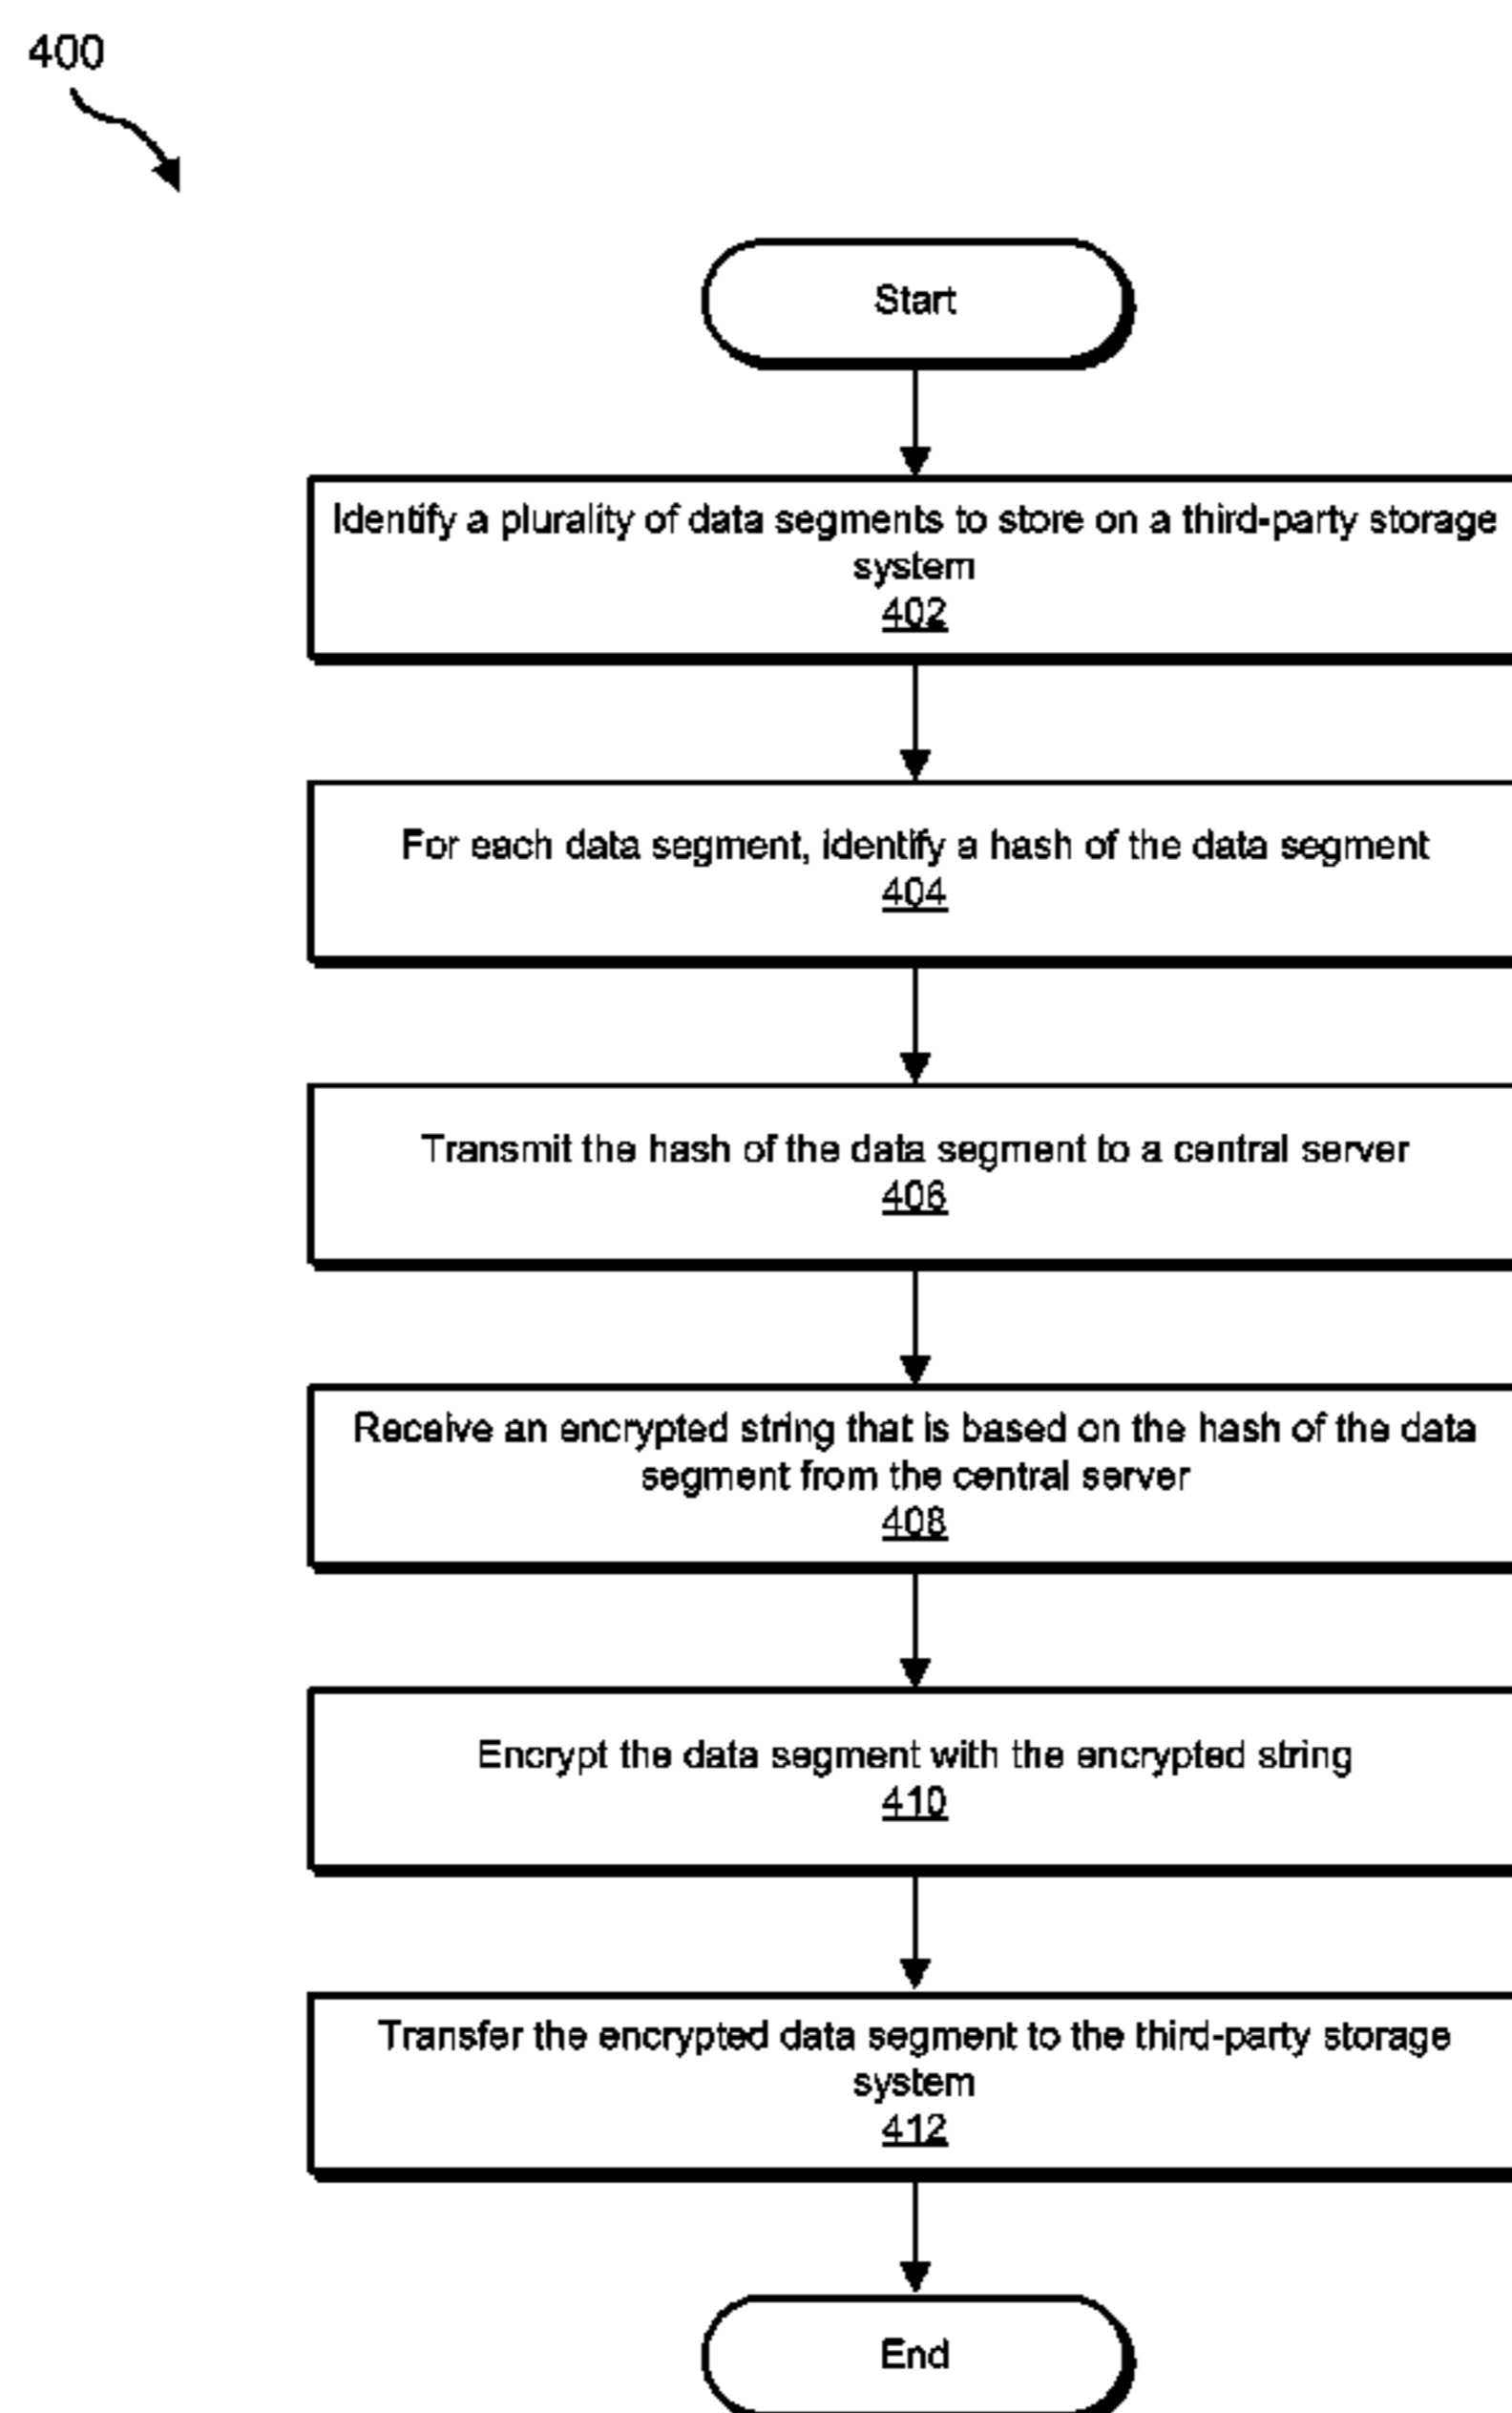 400
Start
Identify a plurality of data segments to store on a third-party storage
system
402
For each data segment, identify a hash of the data segment
404
Transmit the hash of the data segment to a central server
406
Receive an encrypted string that is based on the hash of the data
segment from the central server
408
Encrypt the data segment with the encrypted string
410
Transfer the encrypted data segment to the third-party storage
system
412
End